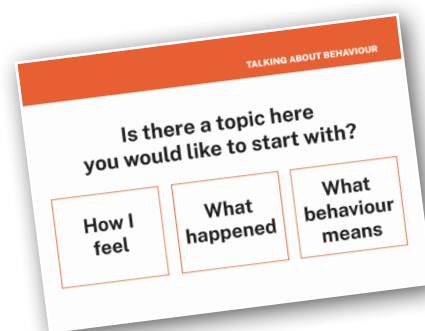 TALKING ABOUT BEHAVIOUR
Is there a topic here
you would like to start with?
How I
feel
What
happened
What
behaviour
means